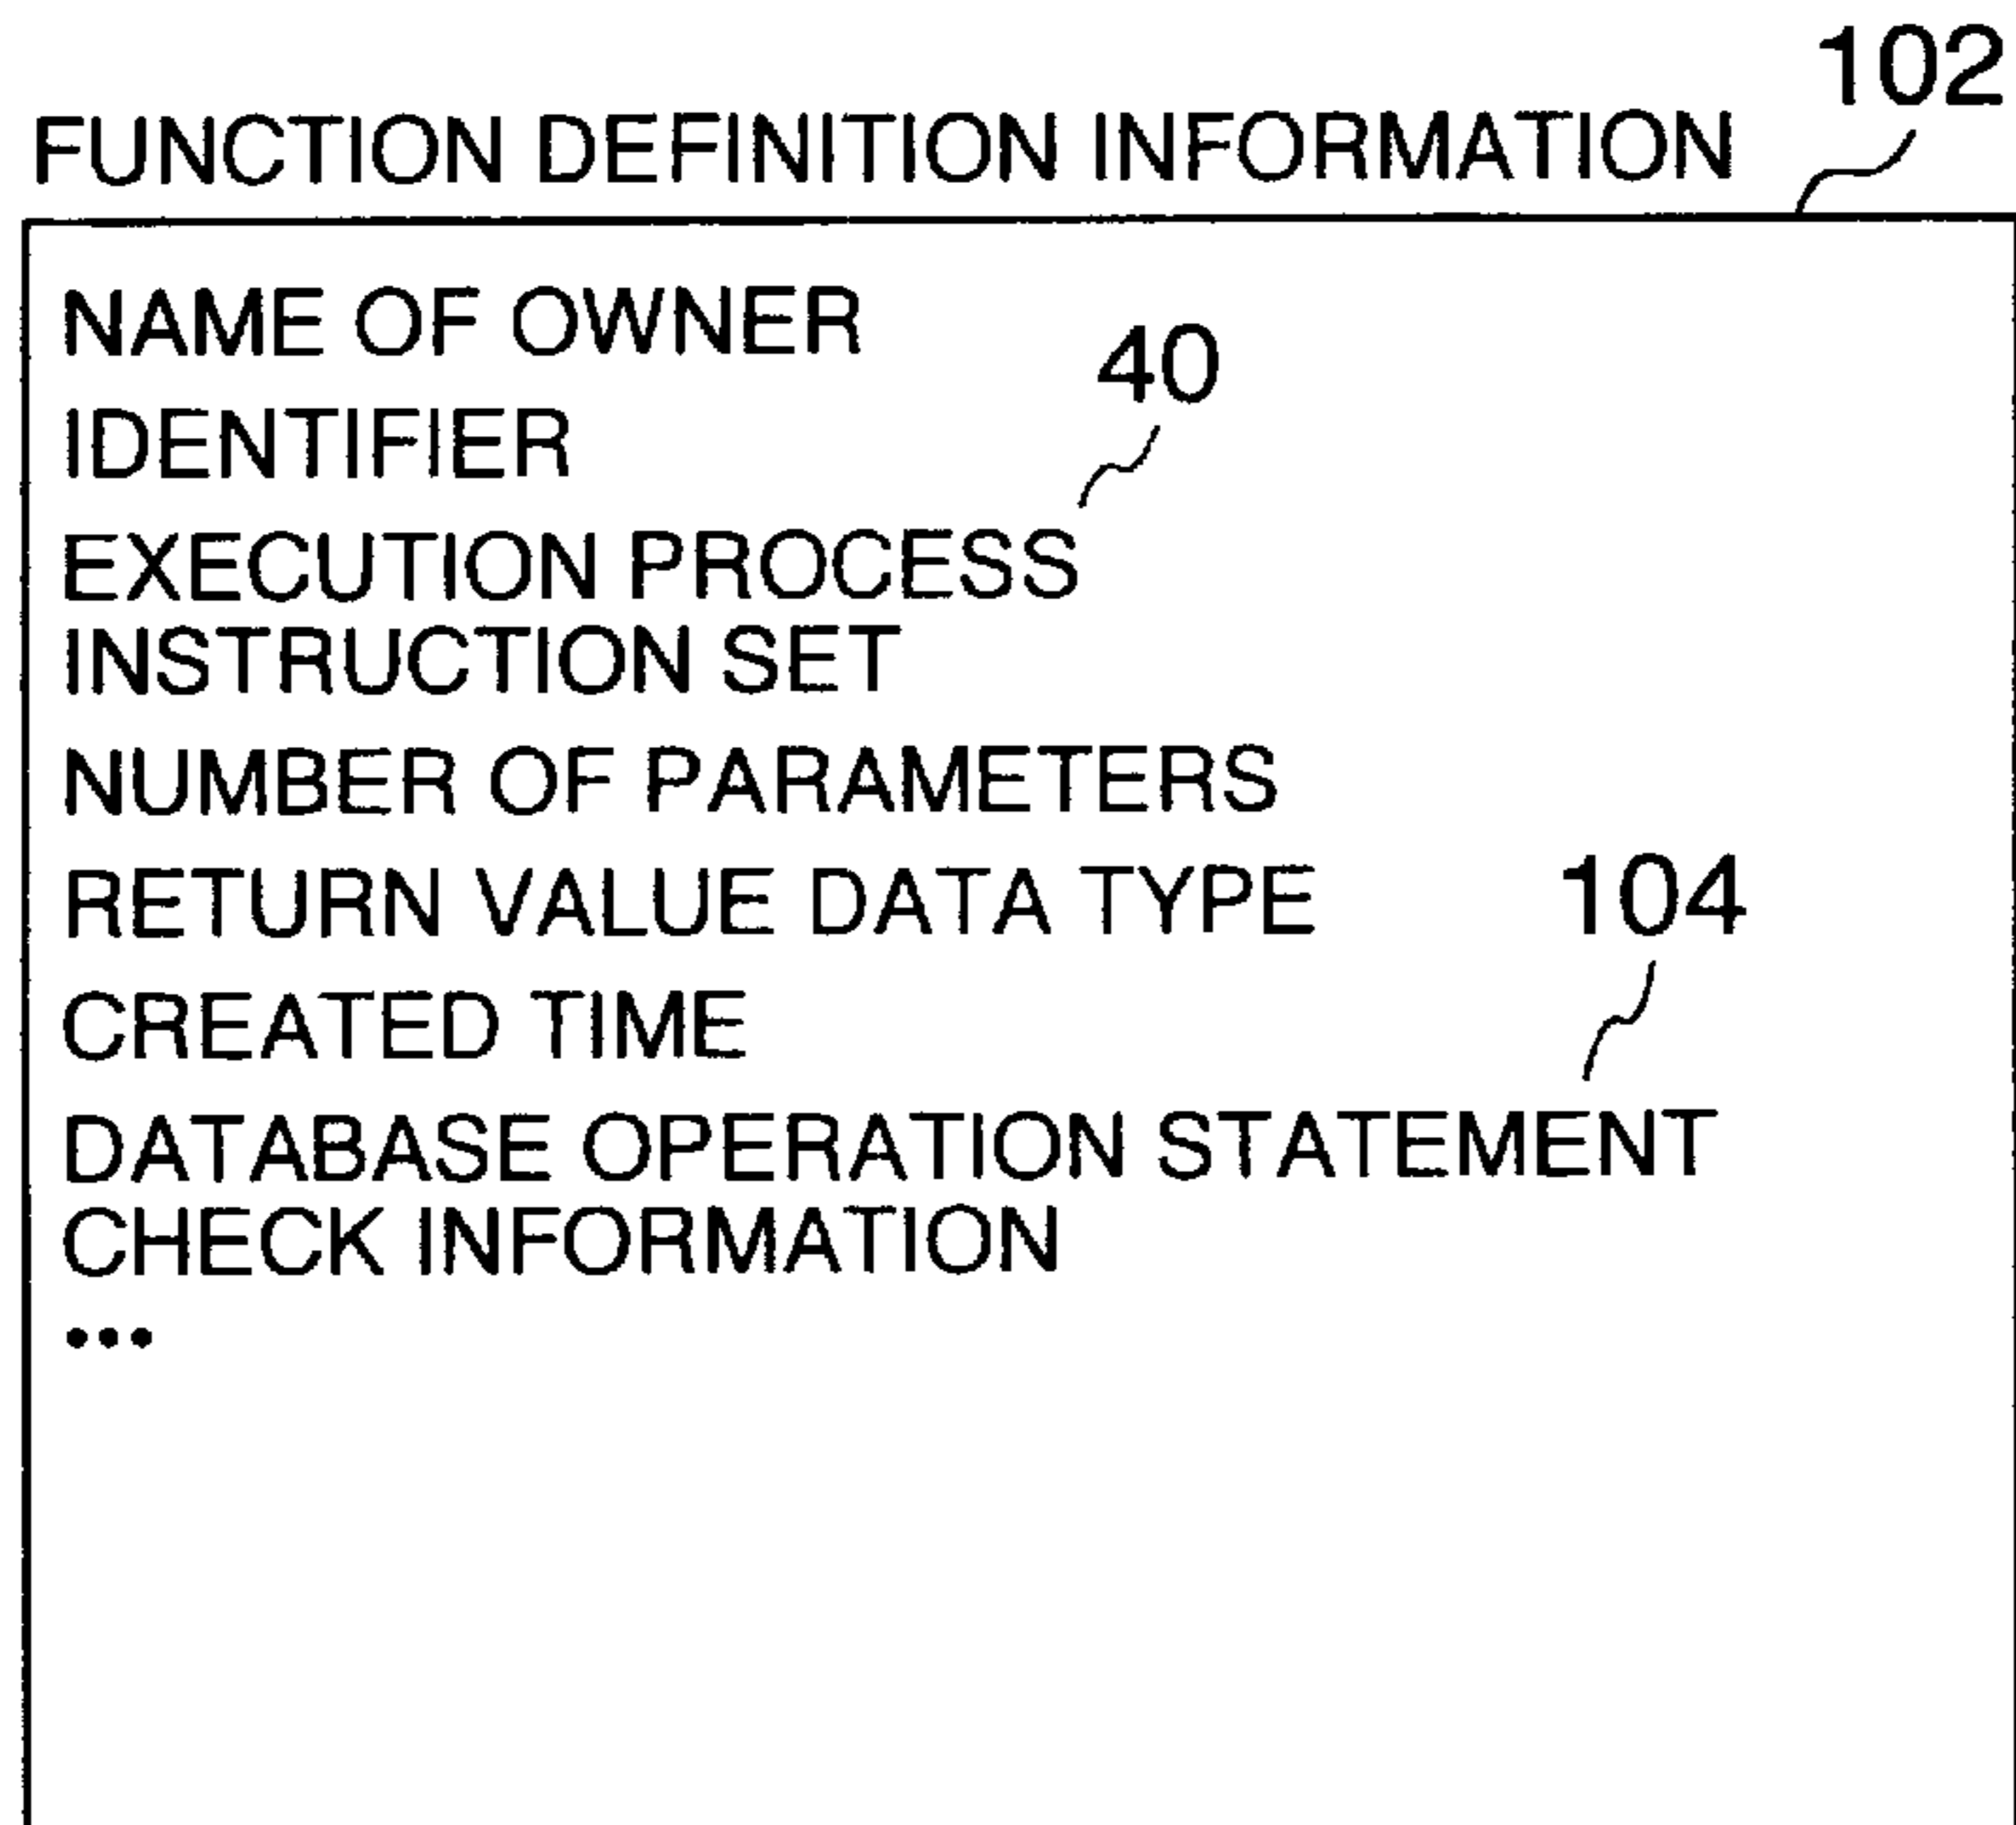 102
FUNCTION DEFINITION INFORMATION
NAME OF OWNER
40
IDENTIFIER
EXECUTION PROCESS
INSTRUCTION SET
NUMBER OF PARAMETERS
RETURN VALUE DATA TYPE
104
CREATED TIME
DATABASE OPERATION STATEMENT
CHECK INFORMATION
•••